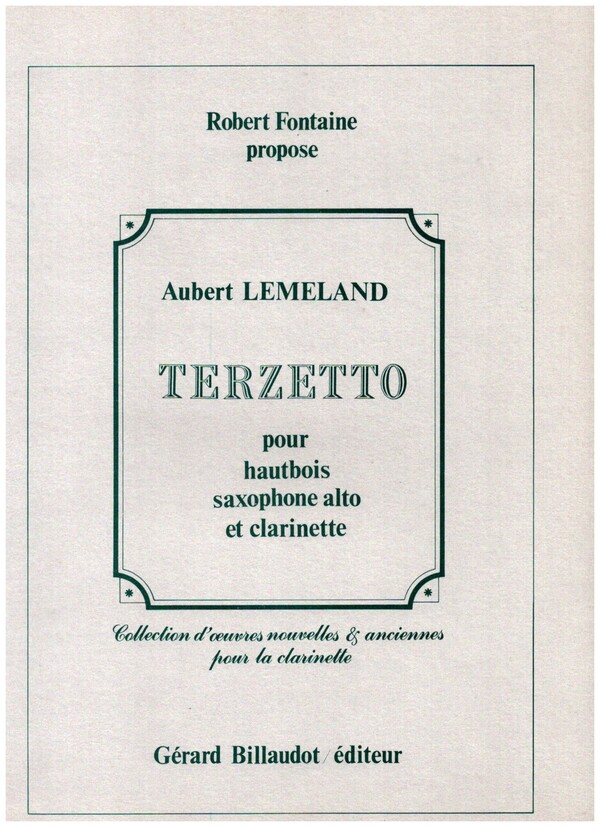 Robert Fontaine
propose
Aubert LEMELAND
TERZETTO
pour
hautbois
saxophone alto
et clarinette
Collection d'œuvres nouvelles & anciennes
pour la clarinette
Gérard Billaudot / éditeur